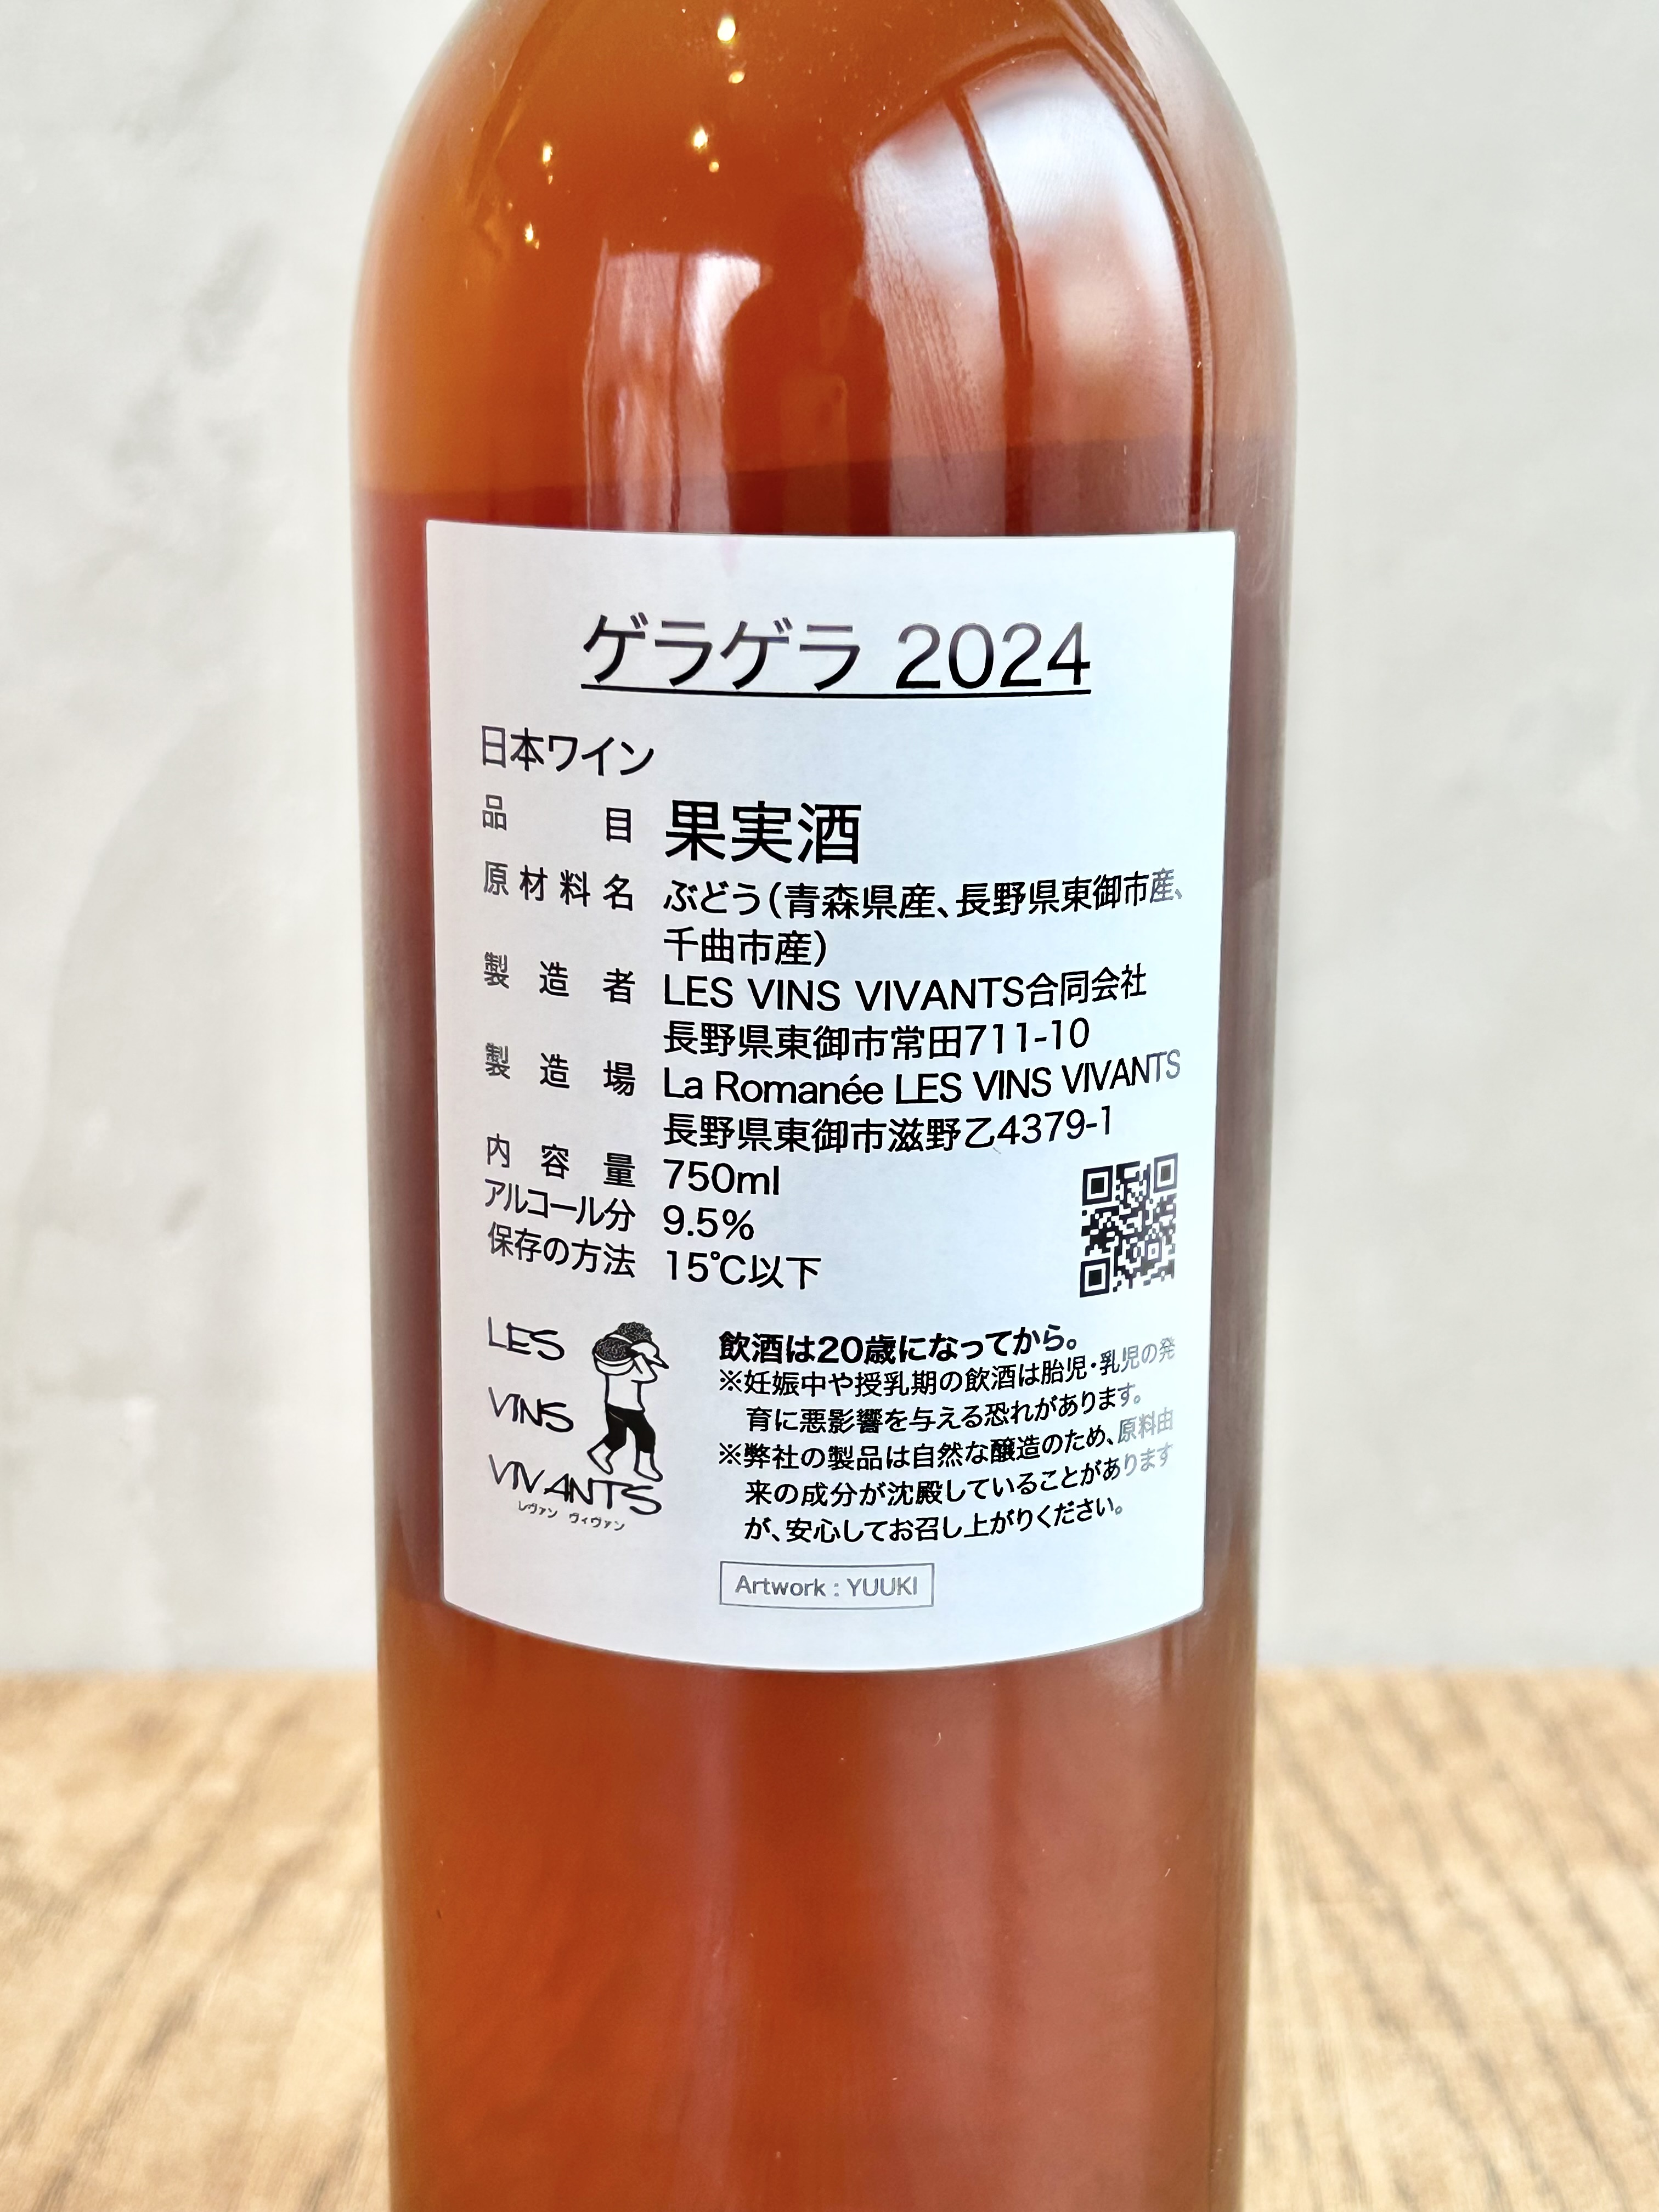 ゲラゲラ 2024
日本ワイン
品目 果実酒
原材料名 ぶどう（青森県産、長野県東御市産、
千曲市産）
製造者 LES VINS VIVANTS合同会社
長野県東御市常田711-10
製造場 La Romanée LES VINS VIVANTS
長野県東御市滋野乙4379-1
内容量 750ml
アルコール分 9.5%
保存の方法 15℃以下
LES
VINS
VIVANTS
レヴァン ヴィヴァン
飲酒は20歳になってから。
※妊娠中や授乳期の飲酒は胎児・乳児の発
育に悪影響を与える恐れがあります。
※弊社の製品は自然な醸造のため、原料由
来の成分が沈殿していることがあります
が、安心してお召し上がりください。
Artwork : YUUKI